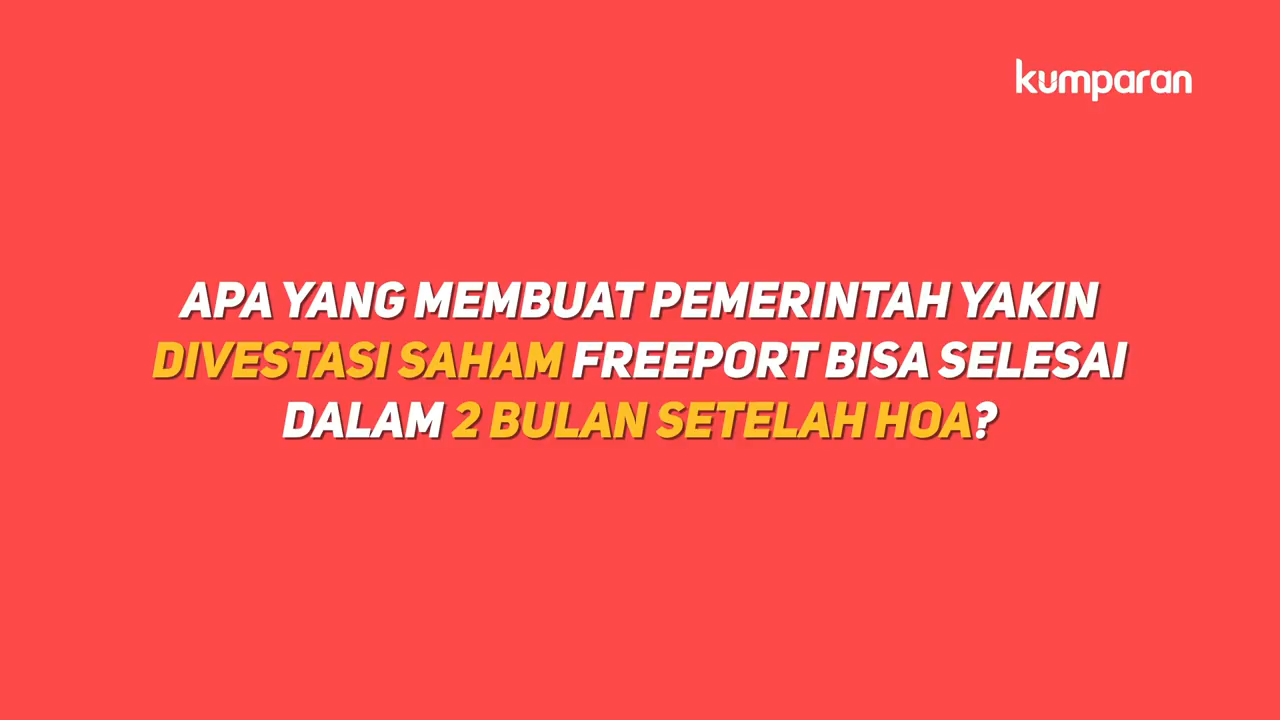 kumparan
APA YANG MEMBUAT PEMERINTAH YAKIN
DIVESTASI SAHAM FREEPORT BISA SELESAI
DALAM 2 BULAN SETELAH HOA?